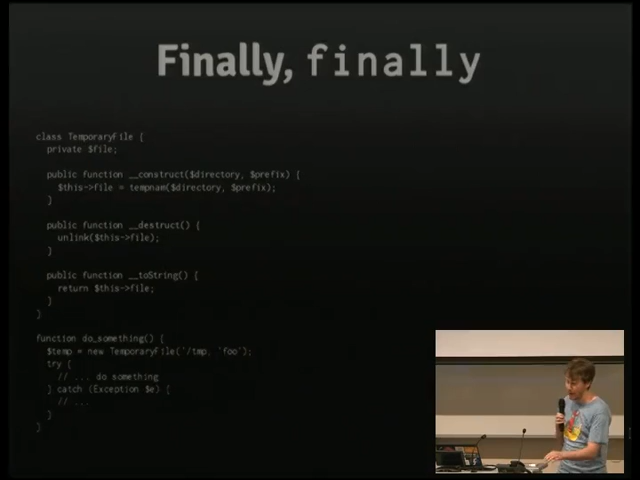 Finally, finally
class TemporaryFile {
private $file;
public function __construct($directory, $prefix) {
$this->file = tempnam($directory, $prefix);
}
public function __destruct() {
unlink($this->file);
}
public function __toString() {
return $this->file;
}
}
function do_something() {
$temp = new TemporaryFile('/tmp, 'foo');
try {
// ... do something
} catch (Exception $e) {
// ...
}
}